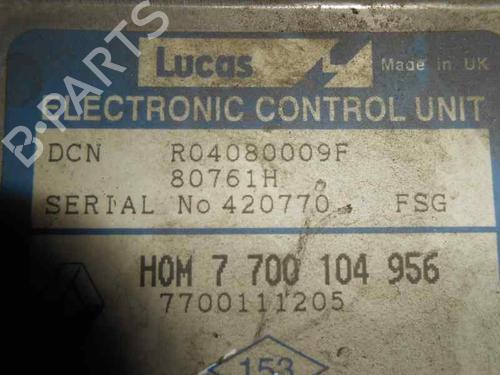 Lucas
Made in UK
ELECTRONIC CONTROL UNIT
DCN R04080009F
80761H
SERIAL No 420770 FSG
HOM 7 700 104 956
7700111205
153
B-PARTS